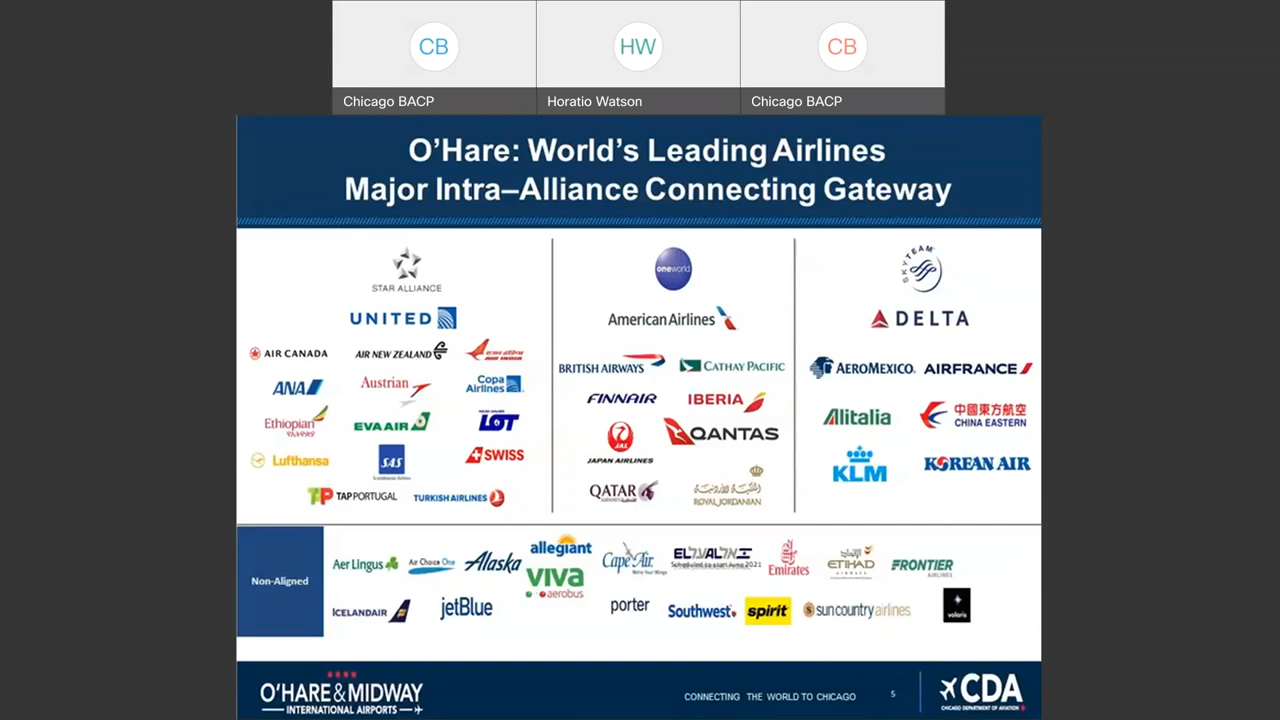 CB
HW
CB
Chicago BACP
Horatio Watson
Chicago BACP
O'Hare: World's Leading Airlines
Major Intra–Alliance Connecting Gateway
STAR ALLIANCE
UNITED
AIR CANADA
AIR NEW ZEALAND
AIR INDIA
ANA
Austrian
Copa Airlines
Ethiopian
EVA AIR
LOT
Lufthansa
SAS
SWISS
TAP PORTUGAL
TURKISH AIRLINES
oneworld
American Airlines
BRITISH AIRWAYS
CATHAY PACIFIC
FINNAIR
IBERIA
JAL
JAPAN AIRLINES
QANTAS
QATAR
ROYAL JORDANIAN
SKYTEAM
DELTA
AEROMEXICO.
AIRFRANCE
Alitalia
中國東方航空
CHINA EASTERN
KLM
KOREAN AIR
Non-Aligned
Aer Lingus
Air Choice One
Alaska
allegiant
viva
aerobus
Cape Air.
EL AL אל על
Scheduled to start June 2021
Emirates
ETIHAD
AIRWAYS
FRONTIER
AIRLINES
ICELANDAIR
jetBlue
porter
Southwest
spirit
sun country airlines
volaris
O'HARE & MIDWAY
INTERNATIONAL AIRPORTS
CONNECTING THE WORLD TO CHICAGO
5
CDA
CHICAGO DEPARTMENT OF AVIATION